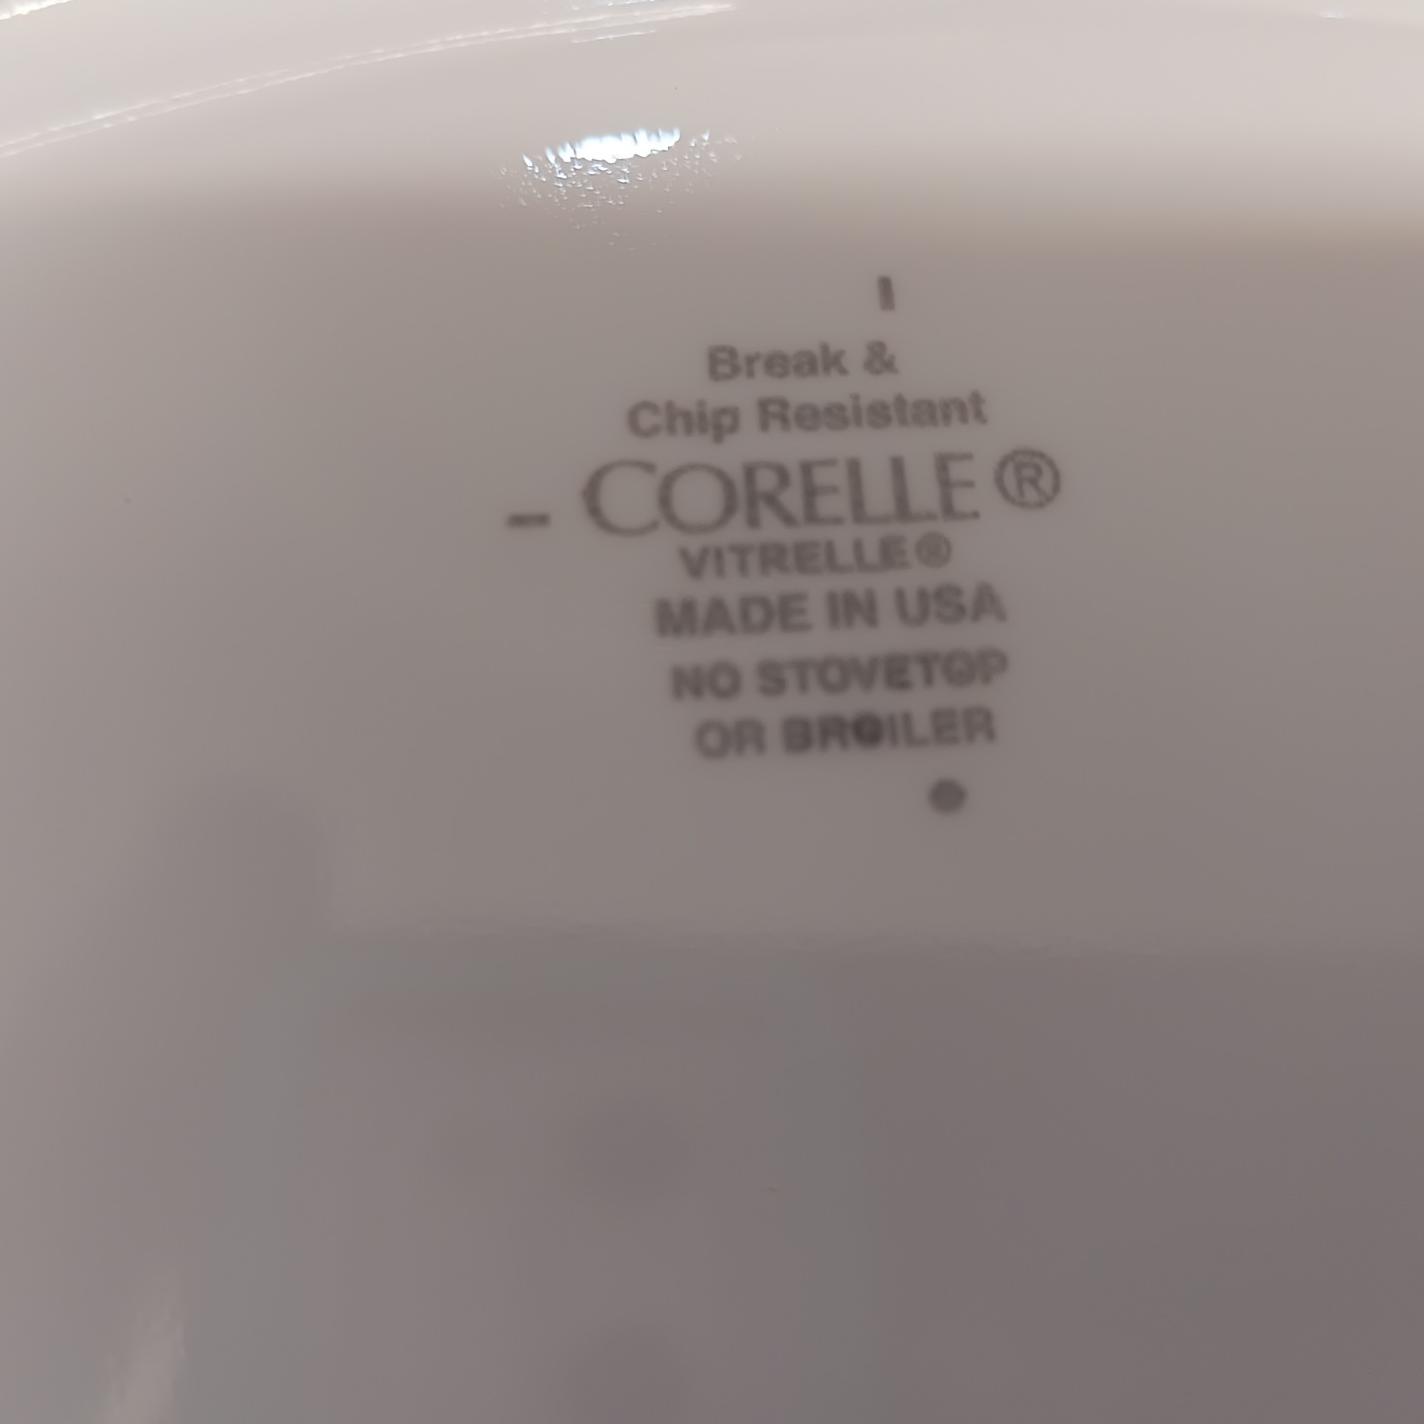 Break &
Chip Resistant
CORELLE®
VITRELLE®
MADE IN USA
NO STOVETOP
OR BROILER